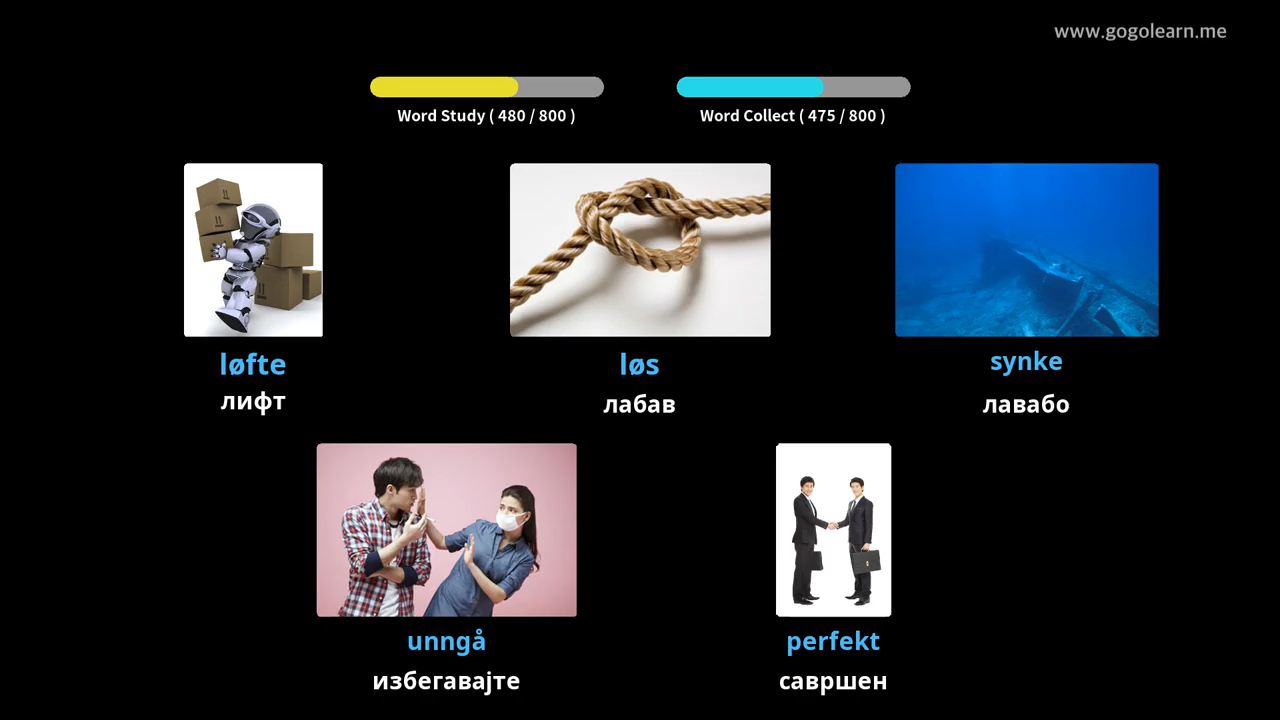 www.gogolearn.me
Word Study ( 480 / 800 )
Word Collect ( 475 / 800 )
løfte
лифт
løs
лабав
synke
лавабо
unngå
избегавајте
perfekt
савршен